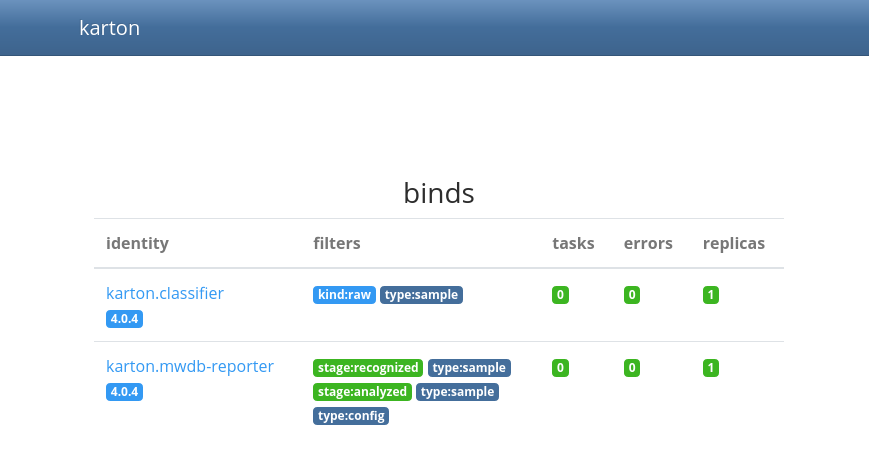 karton
binds
identity filters tasks errors replicas
karton.classifier kind:raw type:sample 0 0 1
4.0.4
karton.mwdb-reporter stage:recognized type:sample 0 0 1
4.0.4 stage:analyzed type:sample
type:config